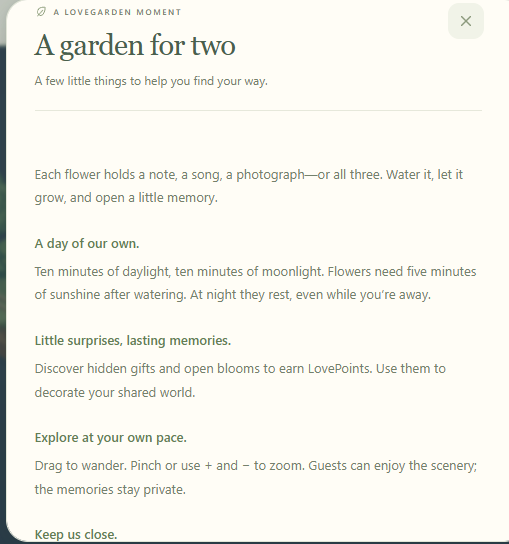 A LOVEGARDEN MOMENT
A garden for two
A few little things to help you find your way.
Each flower holds a note, a song, a photograph—or all three. Water it, let it
grow, and open a little memory.
A day of our own.
Ten minutes of daylight, ten minutes of moonlight. Flowers need five minutes
of sunshine after watering. At night they rest, even while you’re away.
Little surprises, lasting memories.
Discover hidden gifts and open blooms to earn LovePoints. Use them to
decorate your shared world.
Explore at your own pace.
Drag to wander. Pinch or use + and − to zoom. Guests can enjoy the scenery;
the memories stay private.
Keep us close.